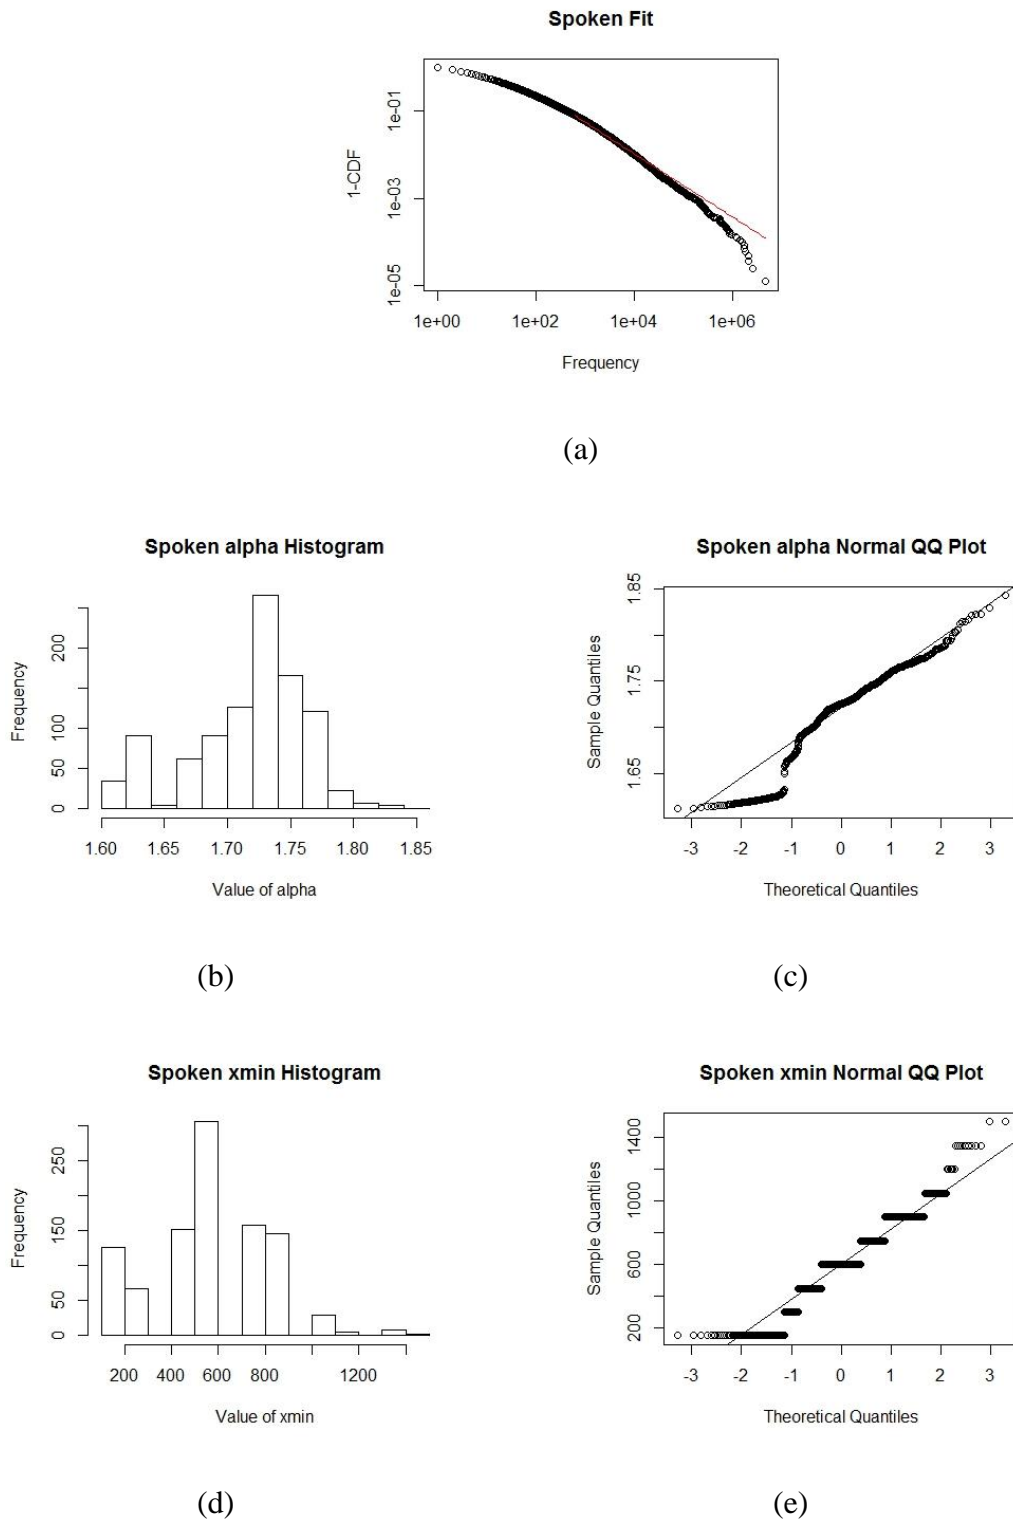 Spoken Fit
1-CDF
1e-05 1e-03 1e-01
1e+00 1e+02 1e+04 1e+06
Frequency
(a)
Spoken alpha Histogram
Frequency
0 50 100 200
1.60 1.65 1.70 1.75 1.80 1.85
Value of alpha
(b)
Spoken alpha Normal QQ Plot
Sample Quantiles
1.65 1.75 1.85
-3 -2 -1 0 1 2 3
Theoretical Quantiles
(c)
Spoken xmin Histogram
Frequency
0 50 150 250
200 400 600 800 1200
Value of xmin
(d)
Spoken xmin Normal QQ Plot
Sample Quantiles
200 600 1000 1400
-3 -2 -1 0 1 2 3
Theoretical Quantiles
(e)